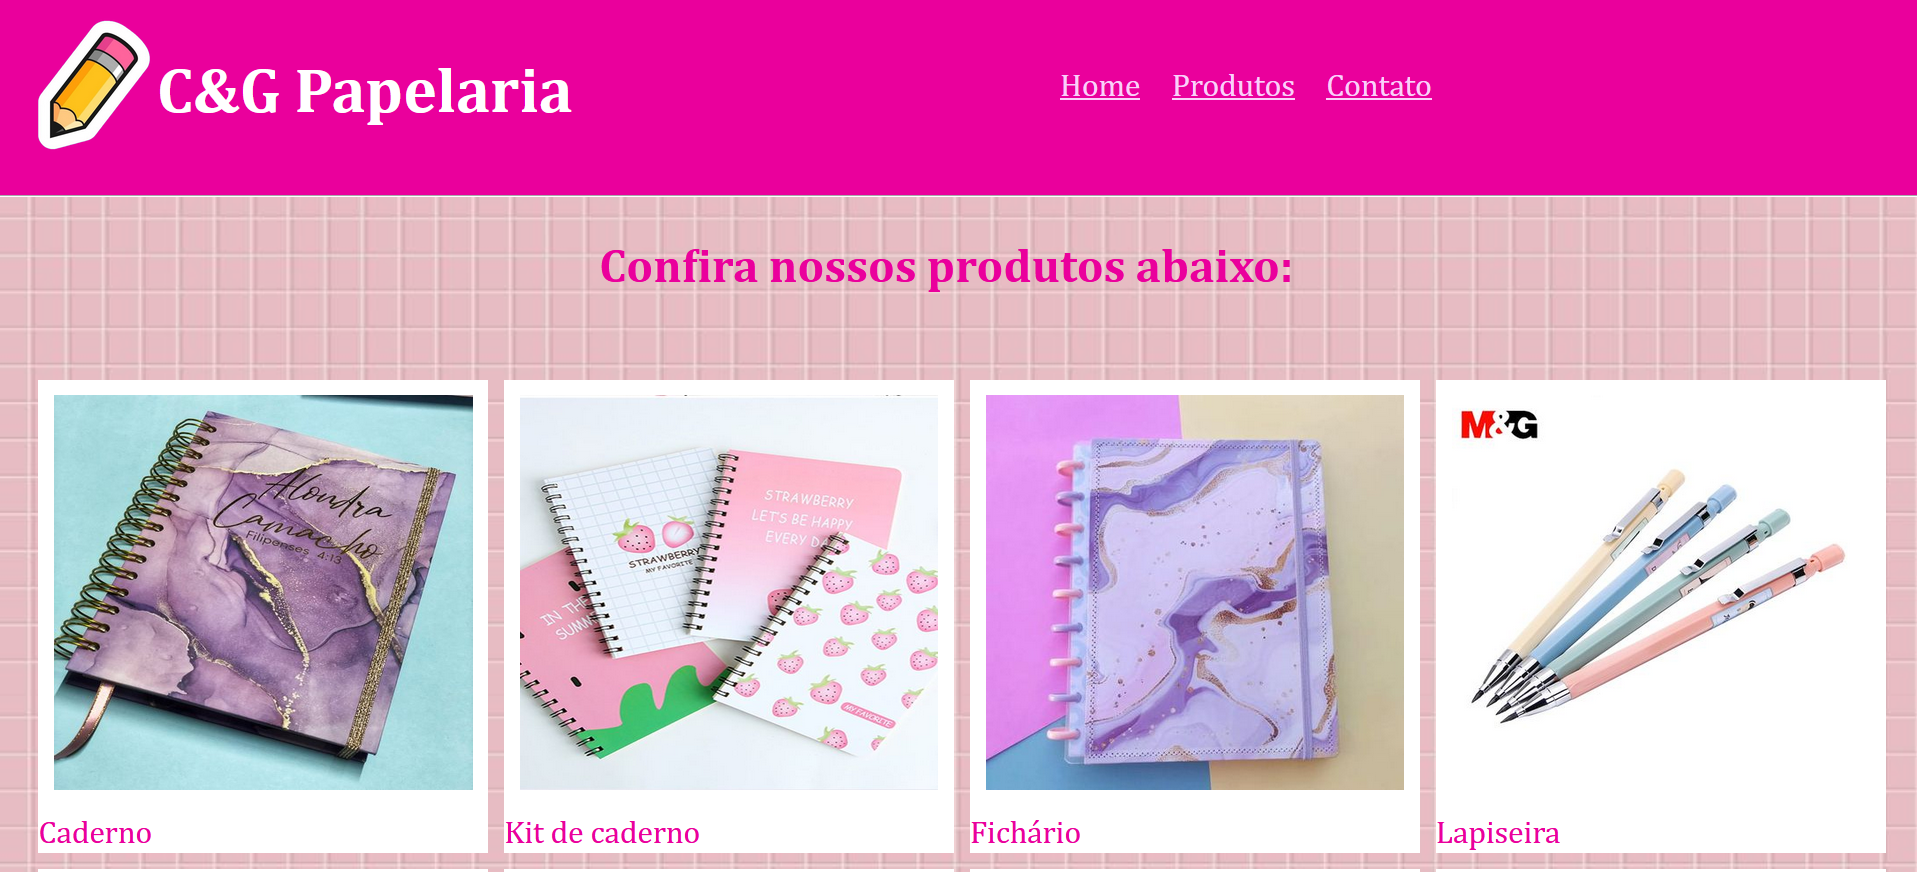 C&G Papelaria
Home Produtos Contato
Confira nossos produtos abaixo:
Alondra
Camacho
Filipenses 4:13
STRAWBERRY
MY FAVORITE
STRAWBERRY
LET'S BE HAPPY
EVERY DA
IN THE
SUMM
MY FAVORITE
M&G
Caderno
Kit de caderno
Fichário
Lapiseira